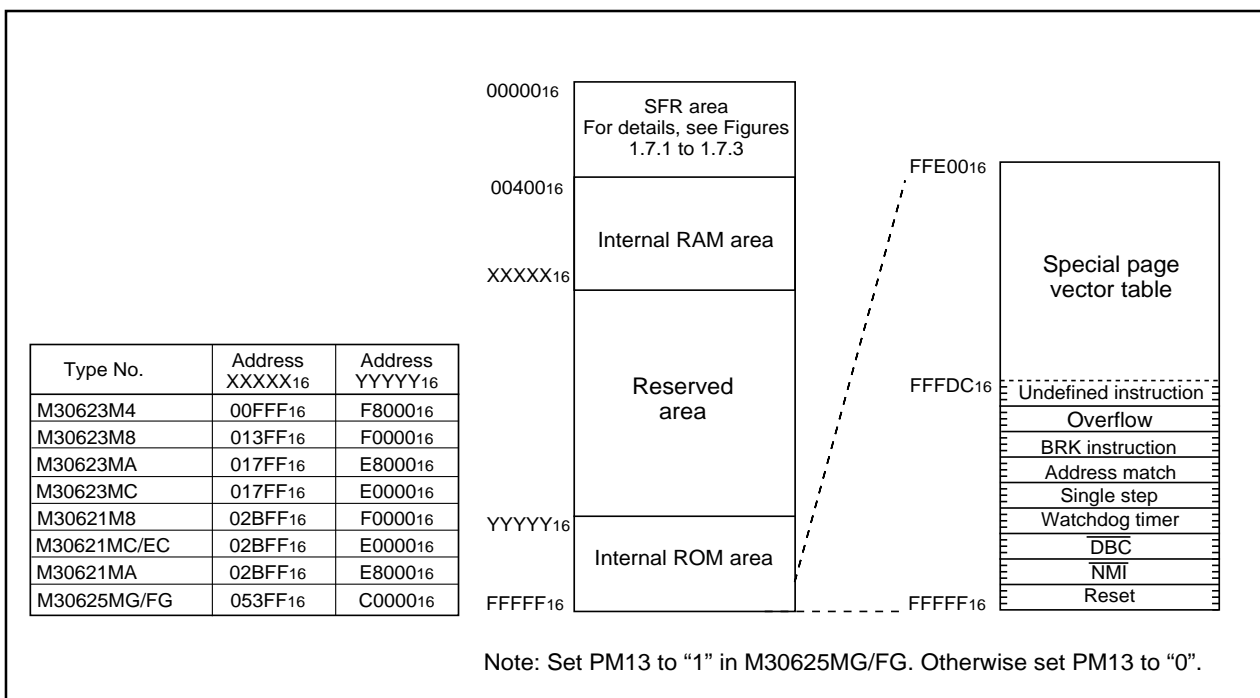 00000₁₆
SFR area
For details, see Figures
1.7.1 to 1.7.3
00400₁₆
Internal RAM area
XXXXX₁₆
Reserved
area
YYYYY₁₆
Internal ROM area
FFFFF₁₆
FFE00₁₆
Special page
vector table
FFFDC₁₆
Undefined instruction
Overflow
BRK instruction
Address match
Single step
Watchdog timer
DBC
NMI
Reset
FFFFF₁₆
Type No. Address XXXXX₁₆ Address YYYYY₁₆
M30623M4 00FFF₁₆ F8000₁₆
M30623M8 013FF₁₆ F0000₁₆
M30623MA 017FF₁₆ E8000₁₆
M30623MC 017FF₁₆ E0000₁₆
M30621M8 02BFF₁₆ F0000₁₆
M30621MC/EC 02BFF₁₆ E0000₁₆
M30621MA 02BFF₁₆ E8000₁₆
M30625MG/FG 053FF₁₆ C0000₁₆
Note: Set PM13 to “1” in M30625MG/FG. Otherwise set PM13 to “0”.